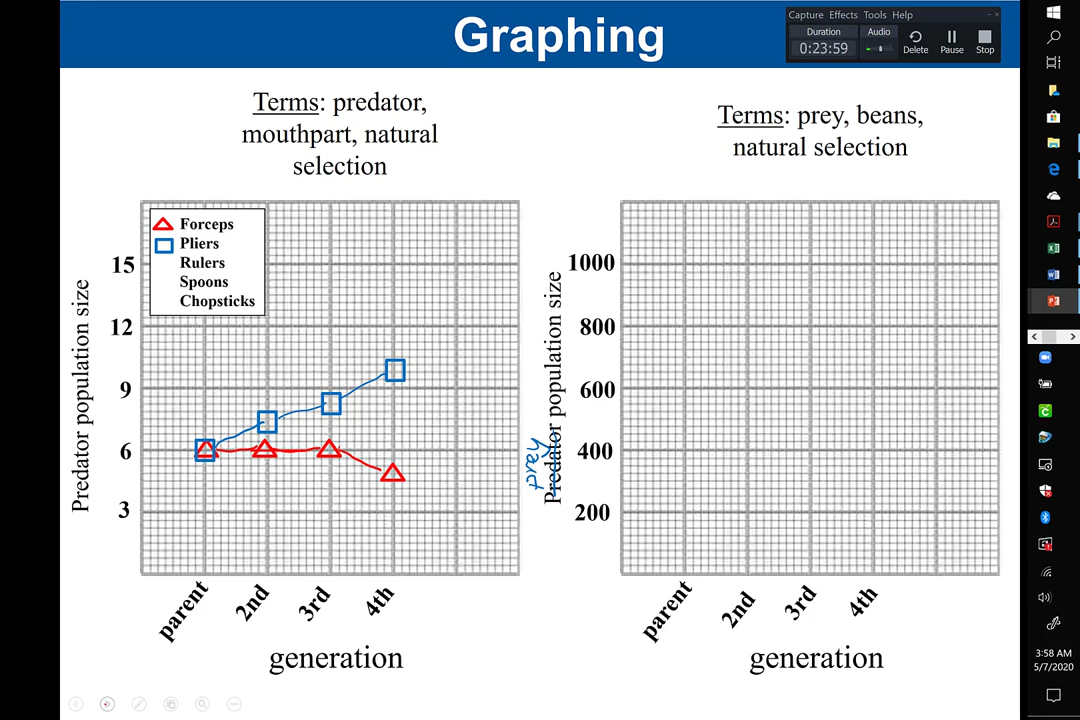 Graphing
Capture Effects Tools Help
Duration
0:23:59
Audio
Delete
Pause
Stop
Terms: predator,
mouthpart, natural
selection
Terms: prey, beans,
natural selection
Forceps
Pliers
Rulers
Spoons
Chopsticks
Predator population size
15
12
9
6
3
parent
2nd
3rd
4th
generation
prey
Predator population size
1000
800
600
400
200
parent
2nd
3rd
4th
generation
3:58 AM
5/7/2020